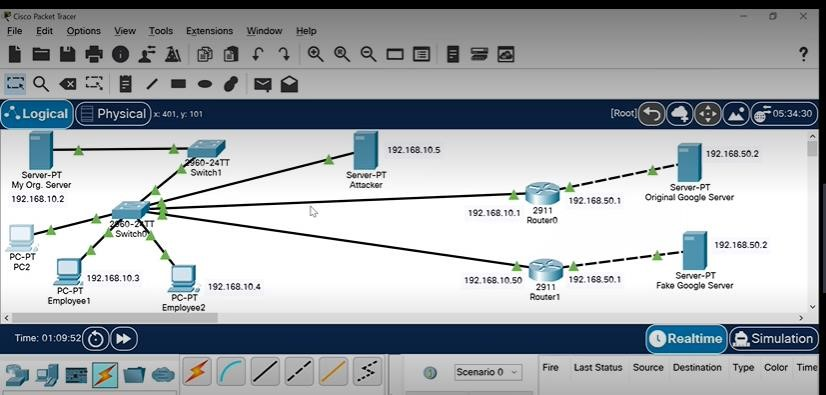 Cisco Packet Tracer
File Edit Options View Tools Extensions Window Help
?
Logical Physical x: 401, y: 101 [Root] 05:34:30
Server-PT
My Org. Server
192.168.10.2
2960-24TT
Switch1
Server-PT
Attacker
192.168.10.5
2960-24TT
Switch0
192.168.10.1
2911
Router0
192.168.50.1
192.168.50.2
Server-PT
Original Google Server
PC-PT
PC2
PC-PT
Employee1
192.168.10.3
PC-PT
Employee2
192.168.10.4
192.168.10.50
2911
Router1
192.168.50.1
192.168.50.2
Server-PT
Fake Google Server
Time: 01:09:52 Realtime Simulation
Scenario 0 Fire Last Status Source Destination Type Color Time